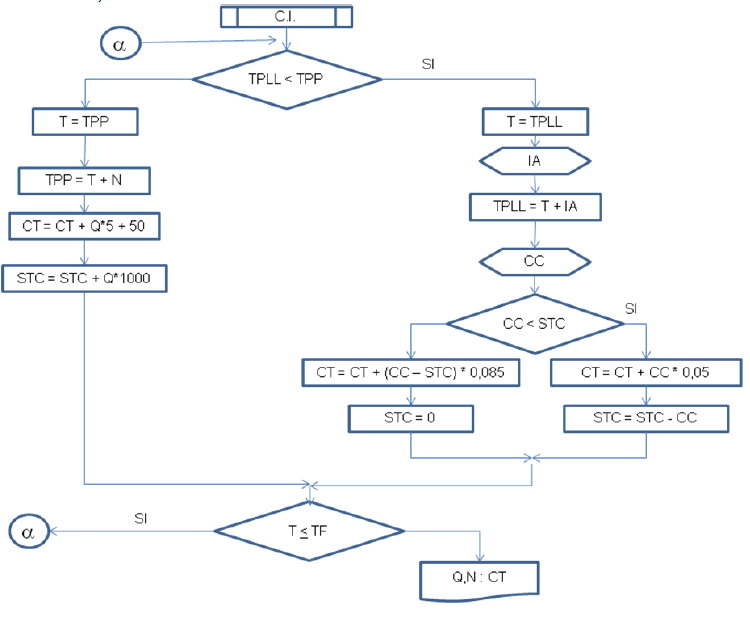 C.I.
α
TPLL < TPP
SI
T = TPP
T = TPLL
IA
TPP = T + N
TPLL = T + IA
CT = CT + Q*5 + 50
CC
STC = STC + Q*1000
SI
CC < STC
CT = CT + (CC – STC) * 0,085
CT = CT + CC * 0,05
STC = 0
STC = STC - CC
SI
α
T ≤ TF
Q,N : CT